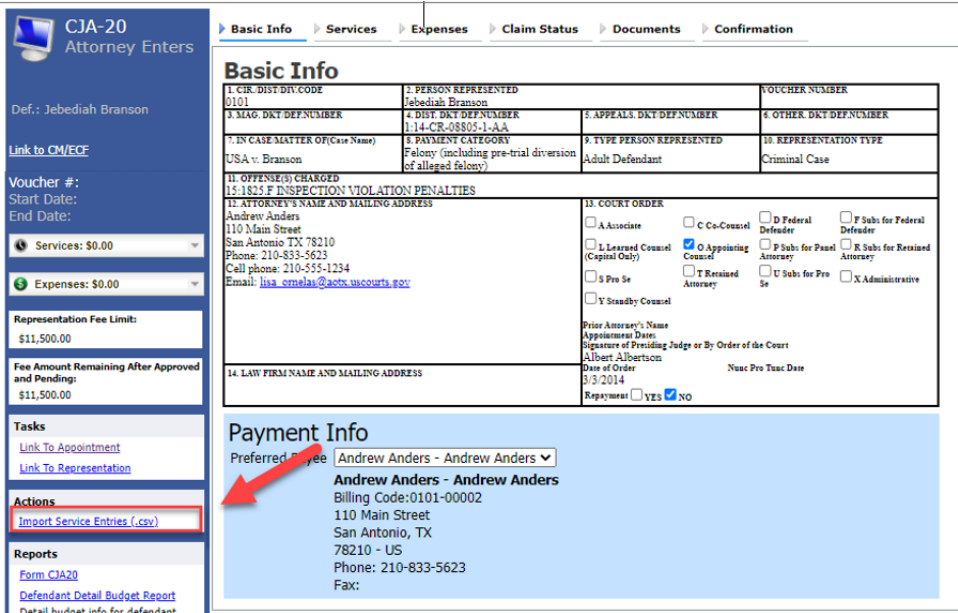 CJA-20
Attorney Enters
Def.: Jebediah Branson
Link to CM/ECF
Voucher #:
Start Date:
End Date:
Services: $0.00
Expenses: $0.00
Representation Fee Limit:
$11,500.00
Fee Amount Remaining After Approved
and Pending:
$11,500.00
Tasks
Link To Appointment
Link To Representation
Actions
Import Service Entries (.csv)
Reports
Form CJA20
Defendant Detail Budget Report
Detail budget info for defendant
Basic Info Services Expenses Claim Status Documents Confirmation
Basic Info
1. CIR./DIST/DIV.CODE
0101
2. PERSON REPRESENTED
Jebediah Branson
VOUCHER NUMBER
3. MAG. DKT/DEF.NUMBER
4. DIST. DKT/DEF.NUMBER
1:14-CR-08805-1-AA
5. APPEALS. DKT/DEF.NUMBER
6. OTHER. DKT/DEF.NUMBER
7. IN CASE/MATTER OF(Case Name)
USA v. Branson
8. PAYMENT CATEGORY
Felony (including pre-trial diversion
of alleged felony)
9. TYPE PERSON REPRESENTED
Adult Defendant
10. REPRESENTATION TYPE
Criminal Case
11. OFFENSE(S) CHARGED
15:1825.F INSPECTION VIOLATION PENALTIES
12. ATTORNEY'S NAME AND MAILING ADDRESS
Andrew Anders
110 Main Street
San Antonio TX 78210
Phone: 210-833-5623
Cell phone: 210-555-1234
Email: lisa_ornelas@aotx.uscourts.gov
13. COURT ORDER
A Associate
C Co-Counsel
D Federal
Defender
F Subs for Federal
Defender
L Learned Counsel
(Capital Only)
O Appointing
Counsel
P Subs for Panel
Attorney
R Subs for Retained
Attorney
S Pro Se
T Retained
Attorney
U Subs for Pro
Se
X Administrative
Y Standby Counsel
Prior Attorney's Name
Appointment Dates
Signature of Presiding Judge or By Order of the Court
Albert Albertson
Date of Order Nunc Pro Tunc Date
3/3/2014
Repayment YES NO
14. LAW FIRM NAME AND MAILING ADDRESS
Payment Info
Preferred Payee Andrew Anders - Andrew Anders
Andrew Anders - Andrew Anders
Billing Code:0101-00002
110 Main Street
San Antonio, TX
78210 - US
Phone: 210-833-5623
Fax: